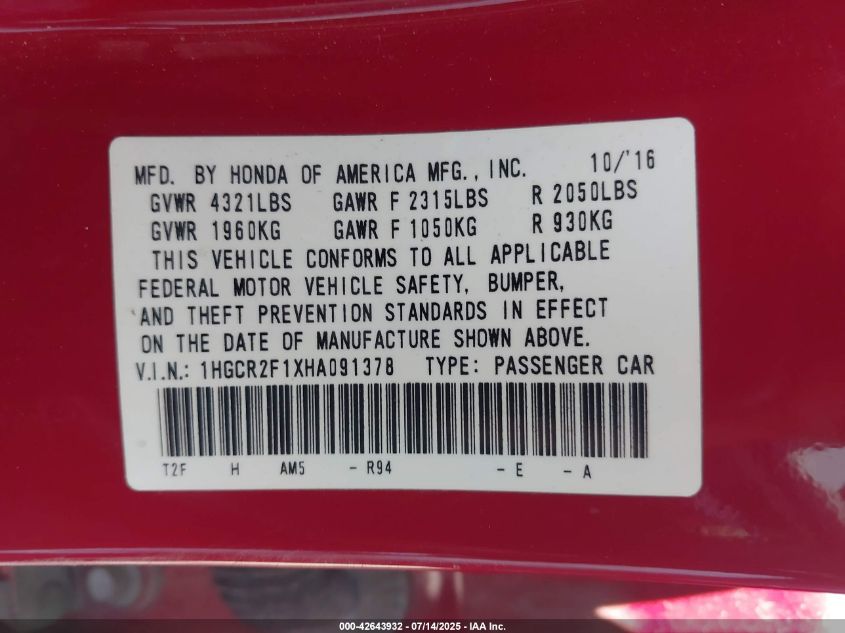 MFD. BY HONDA OF AMERICA MFG., INC. 10/'16
GVWR 4321LBS GAWR F 2315LBS R 2050LBS
GVWR 1960KG GAWR F 1050KG R 930KG
THIS VEHICLE CONFORMS TO ALL APPLICABLE
FEDERAL MOTOR VEHICLE SAFETY, BUMPER,
AND THEFT PREVENTION STANDARDS IN EFFECT
ON THE DATE OF MANUFACTURE SHOWN ABOVE.
V.I.N.: 1HGCR2F1XHA091378 TYPE: PASSENGER CAR
T2F H AM5 - R94 - E - A
000-42643932 - 07/14/2025 - IAA Inc.